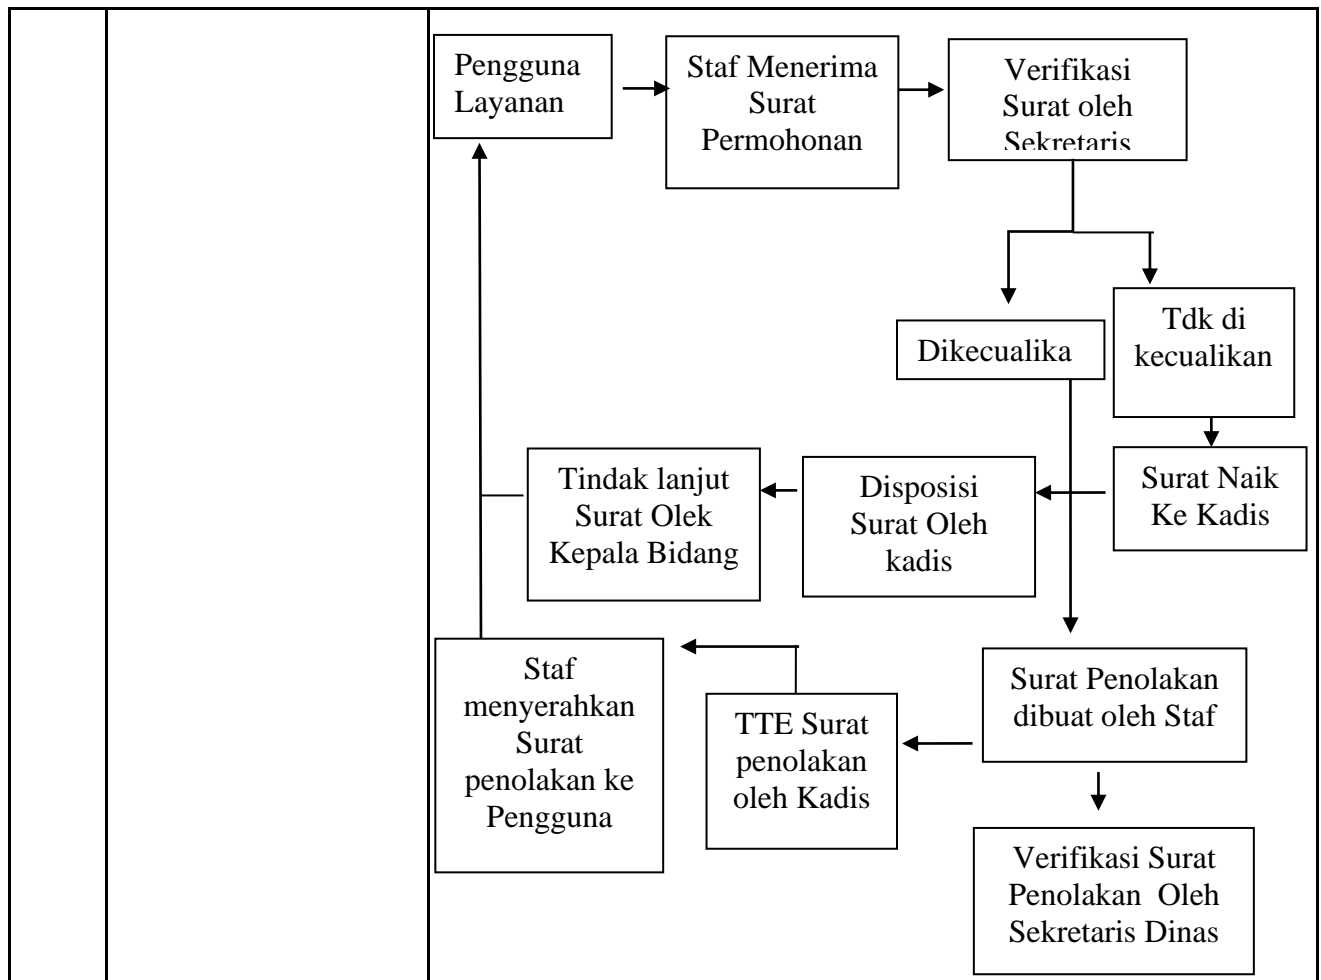 Pengguna
Layanan
Staf Menerima
Surat
Permohonan
Verifikasi
Surat oleh
Sekretaris
Dikecualika
Tdk di
kecualikan
Tindak lanjut
Surat Olek
Kepala Bidang
Disposisi
Surat Oleh
kadis
Surat Naik
Ke Kadis
Staf
menyerahkan
Surat
penolakan ke
Pengguna
TTE Surat
penolakan
oleh Kadis
Surat Penolakan
dibuat oleh Staf
Verifikasi Surat
Penolakan Oleh
Sekretaris Dinas